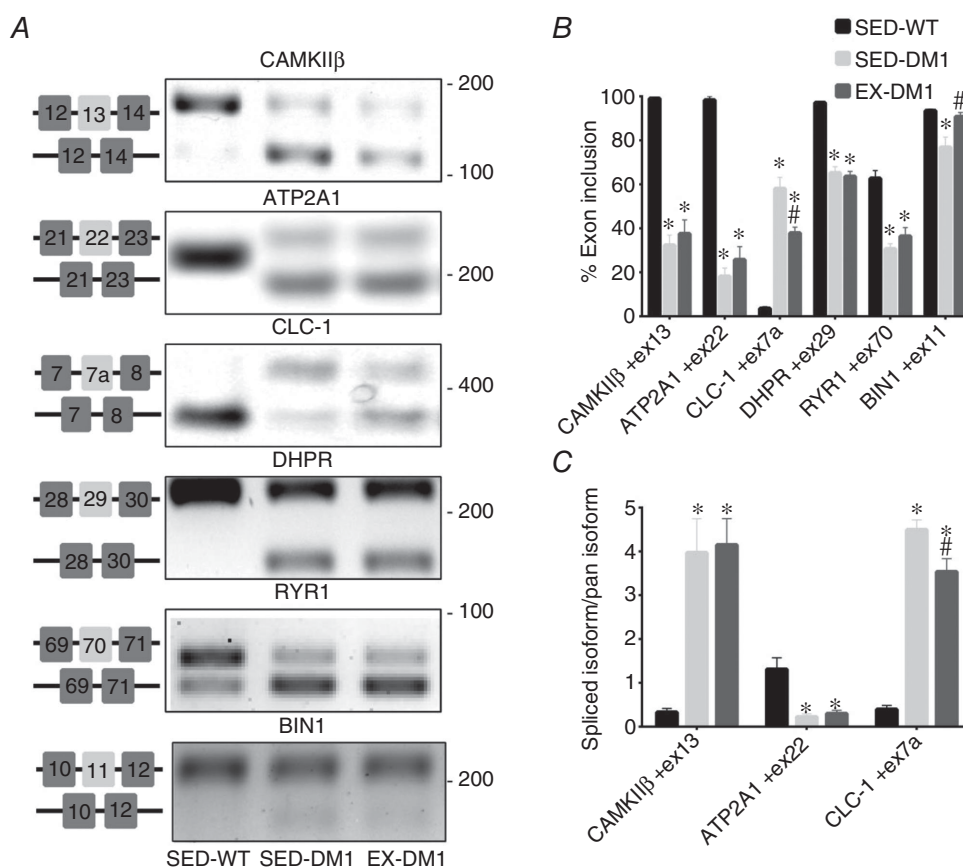 A
CAMKIIβ
12 13 14
12 14
- 200
- 100
ATP2A1
21 22 23
21 23
- 200
CLC-1
7 7a 8
7 8
- 400
DHPR
28 29 30
28 30
- 200
RYR1
69 70 71
69 71
- 100
BIN1
10 11 12
10 12
- 200
SED-WT SED-DM1 EX-DM1
B
SED-WT
SED-DM1
EX-DM1
% Exon inclusion
100
80
60
40
20
0
* * * * * * # * * * * * #
CAMKIIβ +ex13
ATP2A1 +ex22
CLC-1 +ex7a
DHPR +ex29
RYR1 +ex70
BIN1 +ex11
C
Spliced isoform/pan isoform
5
4
3
2
1
0
* * * * * * #
CAMKIIβ +ex13
ATP2A1 +ex22
CLC-1 +ex7a